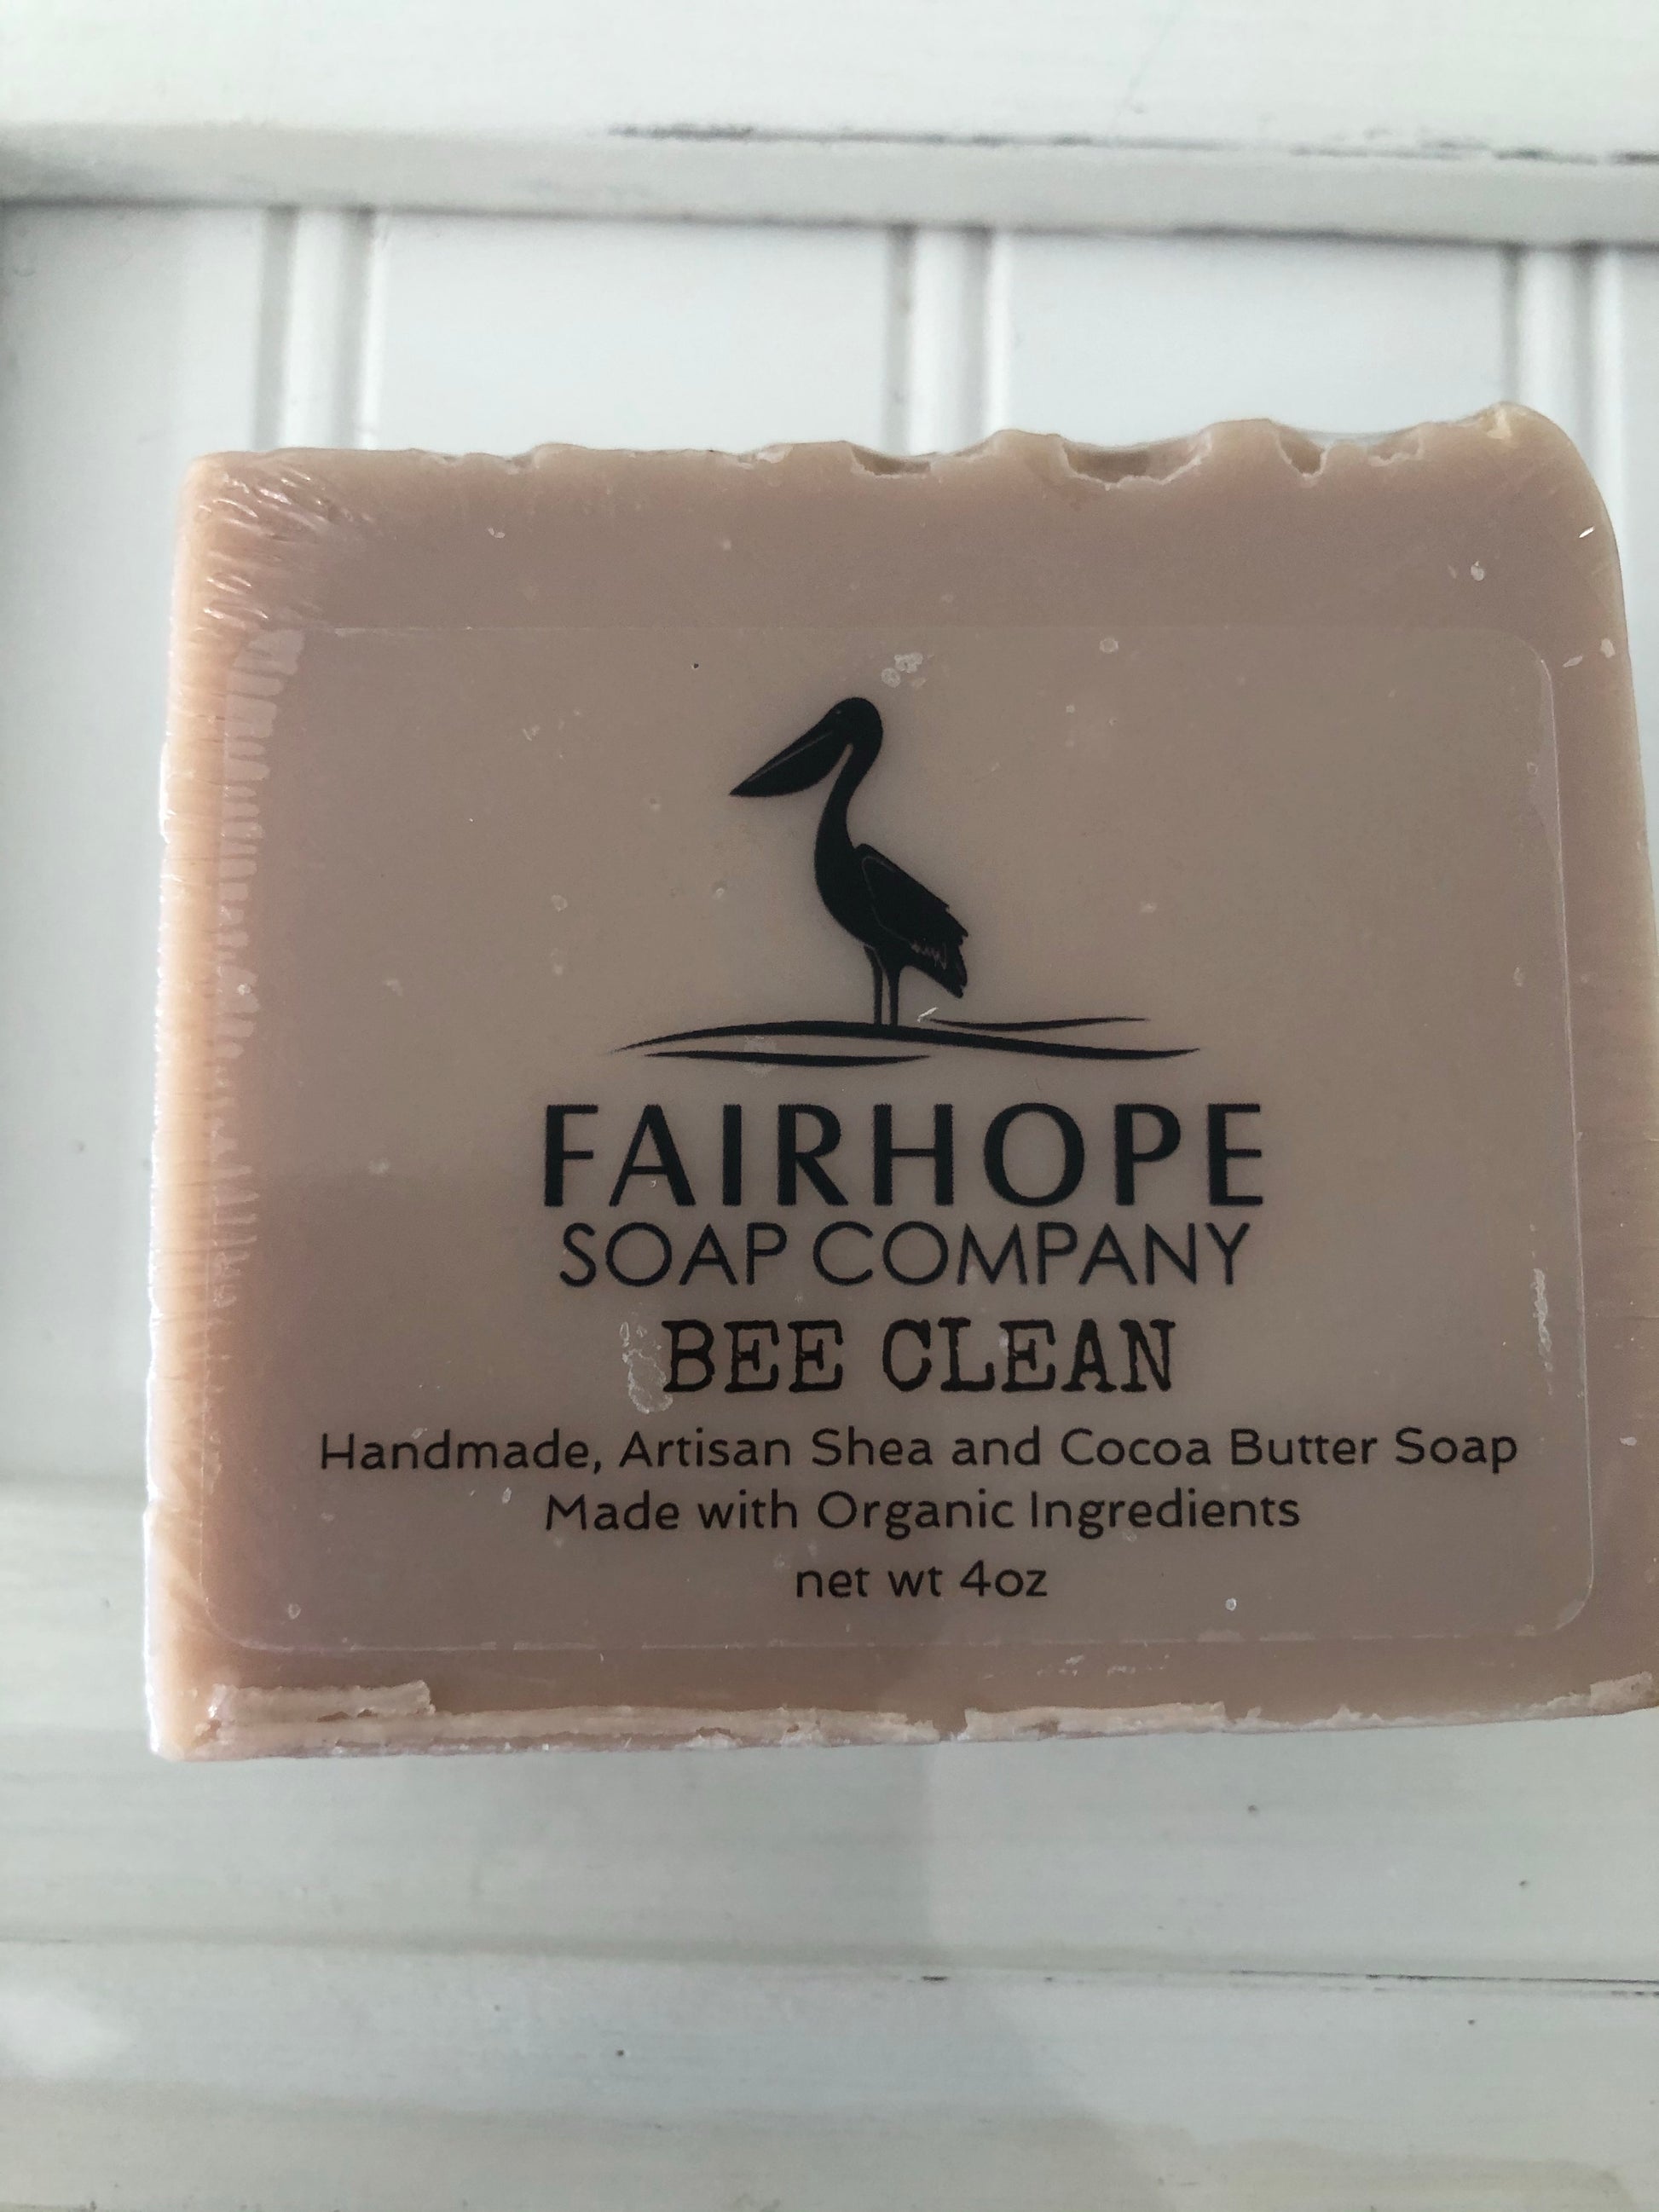 FAIRHOPE
SOAP COMPANY
BEE CLEAN
Handmade, Artisan Shea and Cocoa Butter Soap
Made with Organic Ingredients
net wt 4oz